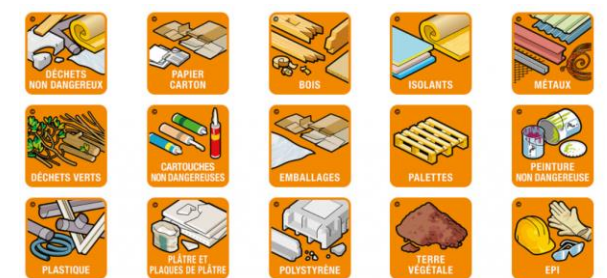 DÉCHETS
NON DANGEREUX
PAPIER
CARTON
BOIS
ISOLANTS
MÉTAUX
DÉCHETS VERTS
CARTOUCHES
NON DANGEREUSES
EMBALLAGES
PALETTES
PEINTURE
NON DANGEREUSE
PLASTIQUE
PLÂTRE ET
PLAQUES DE PLÂTRE
POLYSTYRÈNE
TERRE
VÉGÉTALE
EPI